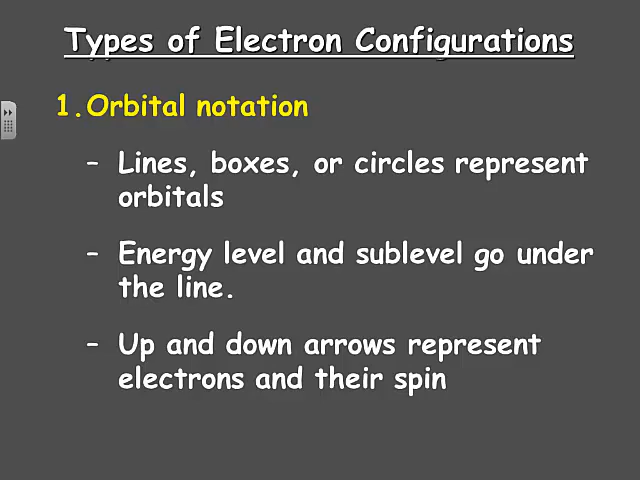 Types of Electron Configurations
1. Orbital notation
– Lines, boxes, or circles represent
orbitals
– Energy level and sublevel go under
the line.
– Up and down arrows represent
electrons and their spin